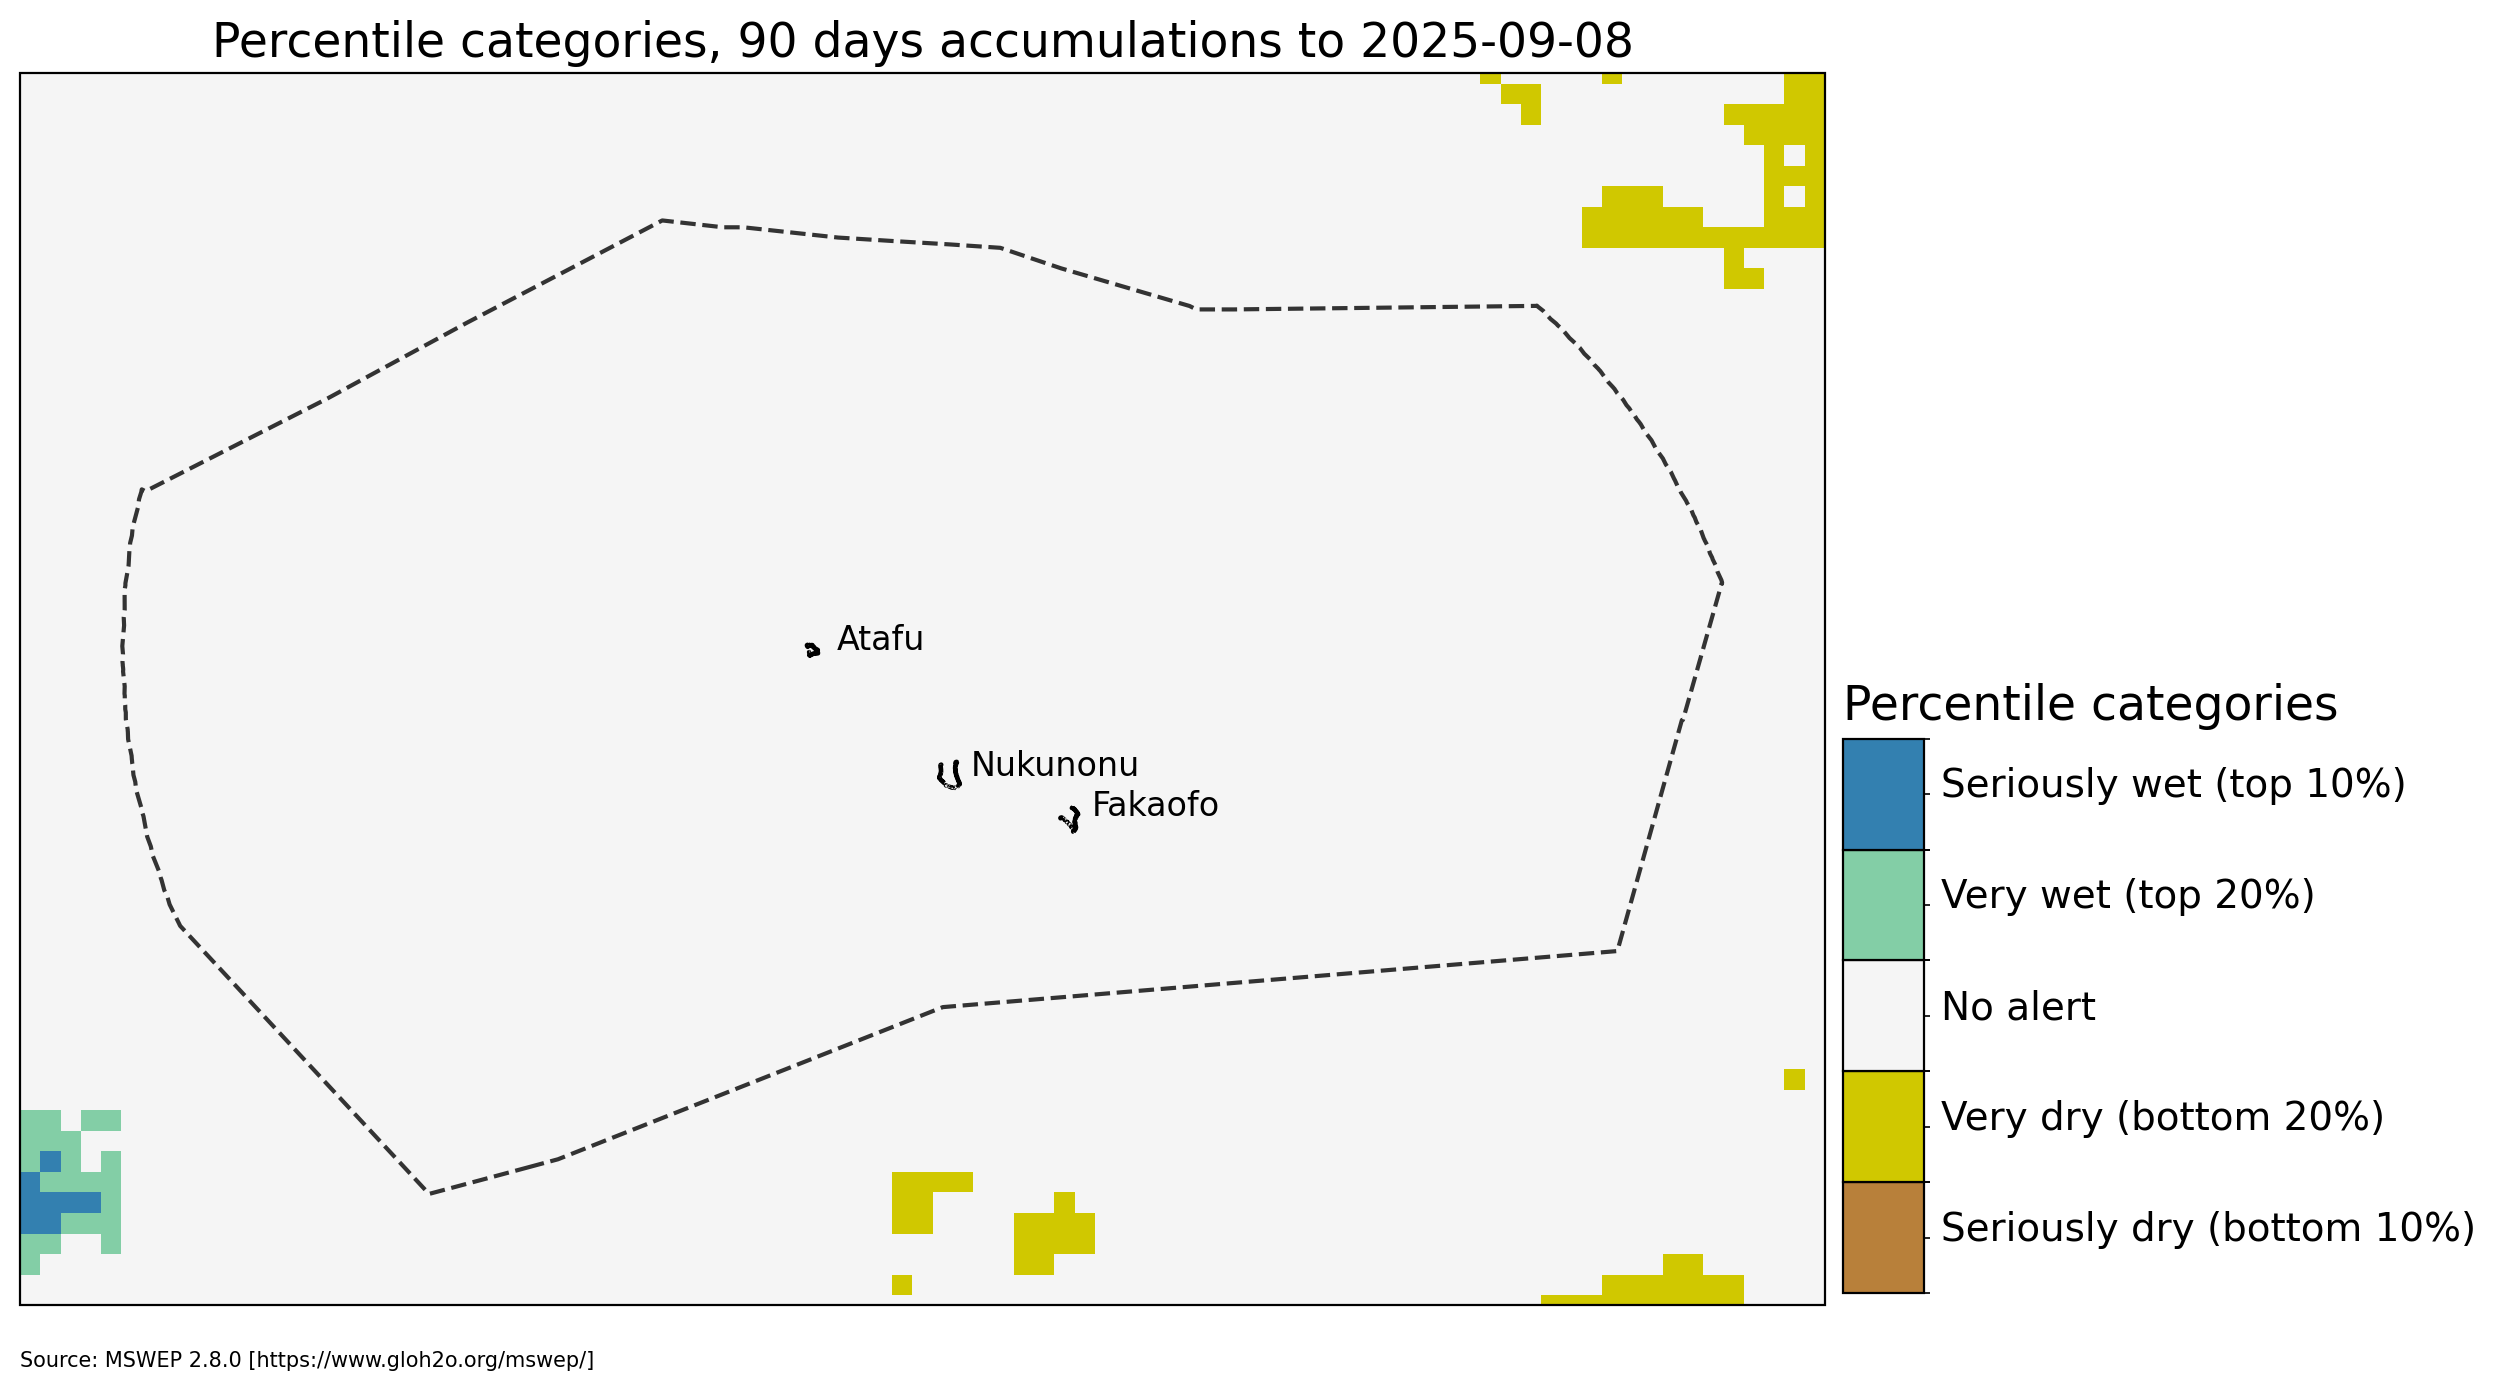 Percentile categories, 90 days accumulations to 2025-09-08
Atafu
Nukunonu
Fakaofo
Percentile categories
Seriously wet (top 10%)
Very wet (top 20%)
No alert
Very dry (bottom 20%)
Seriously dry (bottom 10%)
Source: MSWEP 2.8.0 [https://www.gloh2o.org/mswep/]